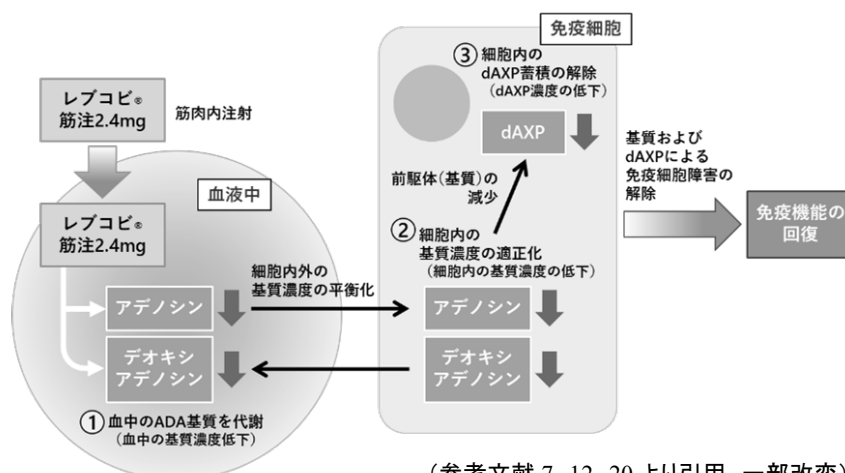 レブコビ®
筋注2.4mg
筋肉内注射
血液中
レブコビ®
筋注2.4mg
アデノシン
デオキシ
アデノシン
①血中のADA基質を代謝
(血中の基質濃度低下)
細胞内外の
基質濃度の平衡化
免疫細胞
③細胞内の
dAXP蓄積の解除
(dAXP濃度の低下)
dAXP
前駆体(基質)の
減少
②細胞内の
基質濃度の適正化
(細胞内の基質濃度の低下)
アデノシン
デオキシ
アデノシン
基質および
dAXPによる
免疫細胞障害の
解除
免疫機能の
回復
(参考文献 7, 12, 20 より引用, 一部改変)